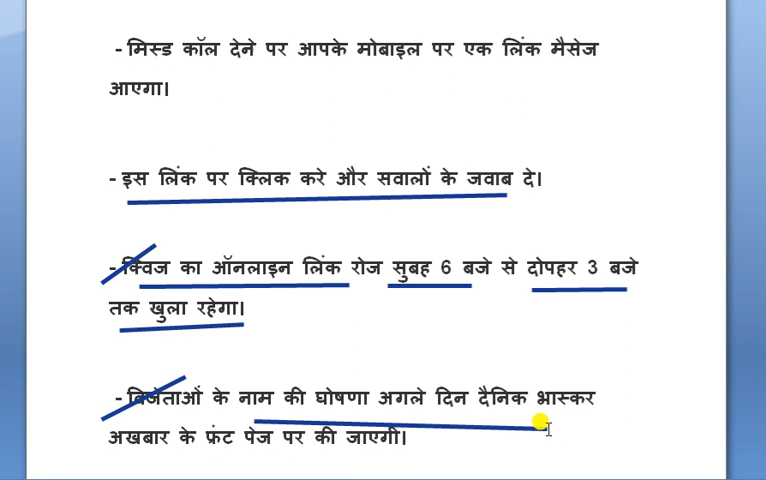 - मिस्ड कॉल देने पर आपके मोबाइल पर एक लिंक मैसेज
आएगा।
- इस लिंक पर क्लिक करे और सवालों के जवाब दे।
- क्विज का ऑनलाइन लिंक रोज सुबह 6 बजे से दोपहर 3 बजे
तक खुला रहेगा।
- विजेताओं के नाम की घोषणा अगले दिन दैनिक भास्कर
अखबार के फ्रंट पेज पर की जाएगी।